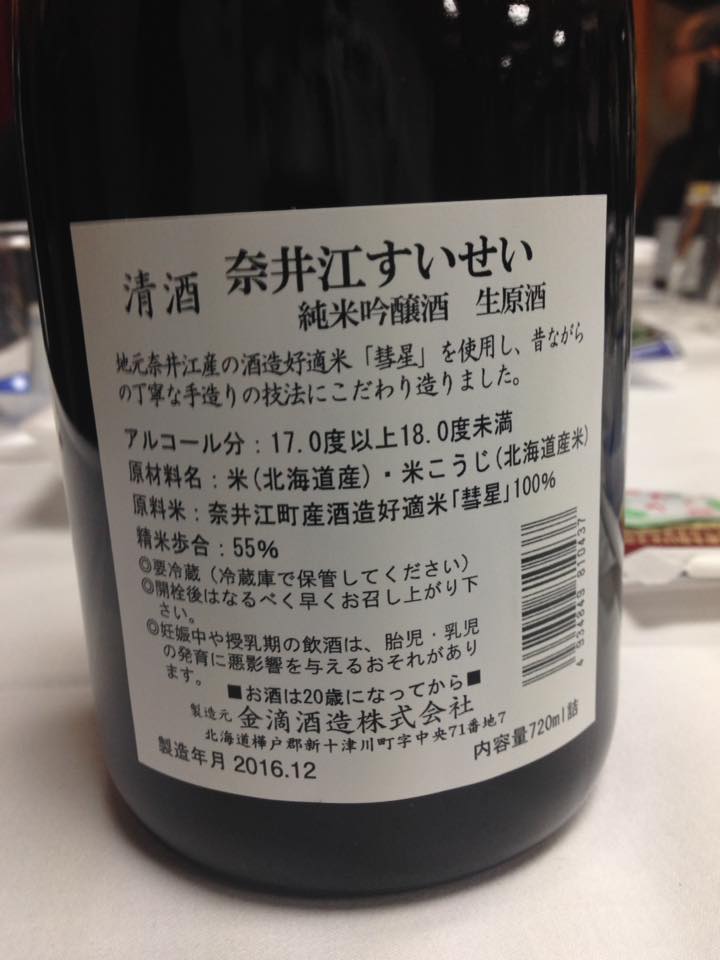 清酒 奈井江すいせい
純米吟醸酒 生原酒
地元奈井江産の酒造好適米「彗星」を使用し、昔ながら
の丁寧な手造りの技法にこだわり造りました。
アルコール分：17.0度以上18.0度未満
原材料名：米(北海道産)・米こうじ(北海道産米)
原料米：奈井江町産酒造好適米「彗星」100%
精米歩合：55%
◎要冷蔵（冷蔵庫で保管してください）
◎開栓後はなるべく早くお召し上がり下
さい。
◎妊娠中や授乳期の飲酒は、胎児・乳児
の発育に悪影響を与えるおそれがあり
ます。
■お酒は20歳になってから■
製造元 金滴酒造株式会社
北海道樺戸郡新十津川町字中央71番地7
製造年月 2016.12
内容量720ml詰
4 934849 810437